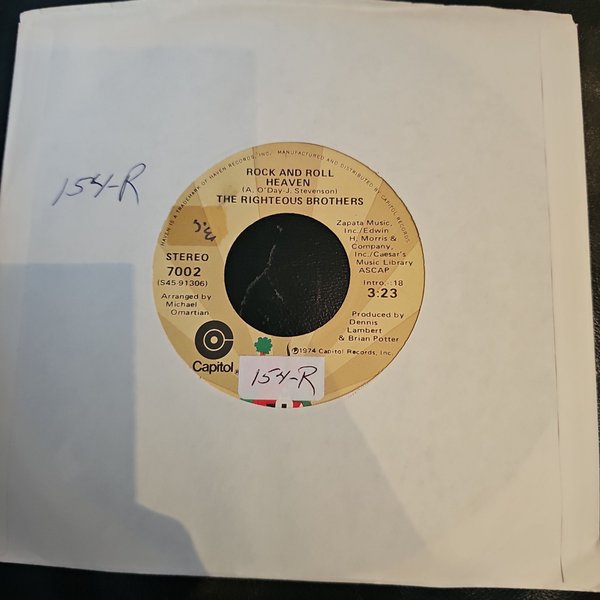 HAVEN IS A TRADEMARK OF HAVEN RECORDS, INC. MANUFACTURED AND DISTRIBUTED BY CAPITOL RECORDS,
ROCK AND ROLL
HEAVEN
(A. O'Day-J. Stevenson)
THE RIGHTEOUS BROTHERS
154-R
STEREO
7002
(S45-91306)
Arranged by
Michael
Omartian
Zapata Music,
Inc./Edwin
H. Morris &
Company,
Inc./Caesar's
Music Library
ASCAP
Intro.-:18
3:23
Produced by
Dennis
Lambert
& Brian Potter
℗1974 Capitol Records, Inc.
Capitol
154-R